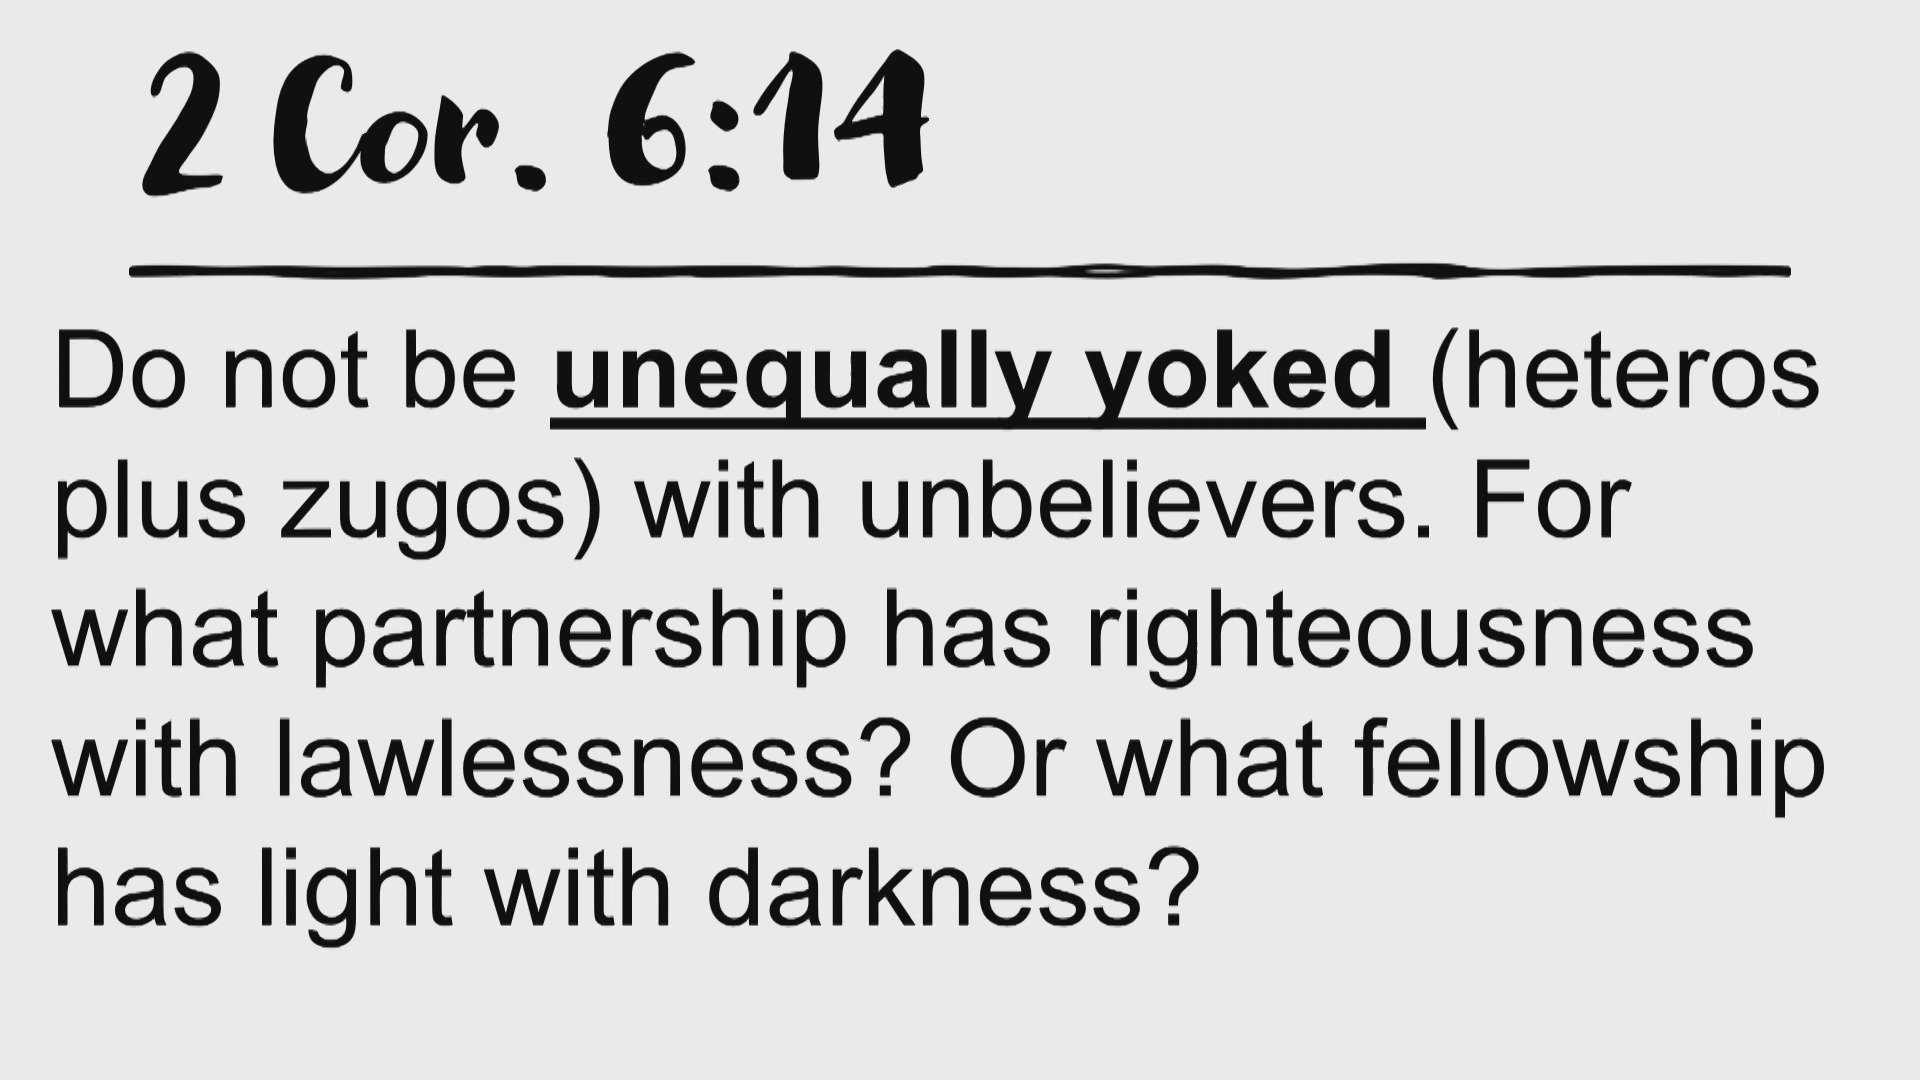 2 Cor. 6:14
Do not be unequally yoked (heteros
plus zugos) with unbelievers. For
what partnership has righteousness
with lawlessness? Or what fellowship
has light with darkness?